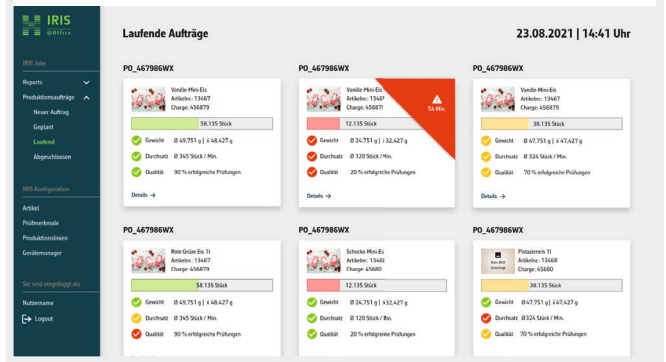 IRIS
@Office
IRIS Jobs
Reports
Produktionsaufträge
Neuer Auftrag
Geplant
Laufend
Abgeschlossen
IRIS Konfiguration
Artikel
Prüfmerkmale
Produktionslinien
Gerätemanager
Sie sind eingeloggt als
Nutzername
Logout
Laufende Aufträge
23.08.2021 | 14:41 Uhr
PO_467986WX
Vanille-Mini-Eis
Artikelnr.: 13467
Charge: 456879
58.135 Stück
Gewicht Ø 49,751 g | x̄ 48,427 g
Durchsatz Ø 345 Stück / Min.
Qualität 90 % erfolgreiche Prüfungen
Details →
PO_467986WX
Vanille-Mini-Eis
Artikelnr.: 1346
Charge: 45687
54 Min.
12.135 Stück
Gewicht Ø 24,751 g | 32,427 g
Durchsatz Ø 120 Stück / Min.
Qualität 20 % erfolgreiche Prüfungen
Details →
PO_467986WX
Vanille-Mini-Eis
Artikelnr.: 13467
Charge: 456879
38.135 Stück
Gewicht Ø 47,751 g | x̄ 47,427 g
Durchsatz Ø 324 Stück / Min.
Qualität 70 % erfolgreiche Prüfungen
Details →
PO_467986WX
Rote Grüze Eis 1l
Artikelnr.: 13467
Charge: 456879
58.135 Stück
Gewicht Ø 49,751 g | x̄ 48,427 g
Durchsatz Ø 345 Stück / Min.
Qualität 90 % erfolgreiche Prüfungen
PO_467986WX
Schocko-Mini-Eis
Artikelnr.: 13468
Charge: 45680
12.135 Stück
Gewicht Ø 24,751 g | x̄32,427 g
Durchsatz Ø 120 Stück / Min.
Qualität 20 % erfolgreiche Prüfungen
PO_467986WX
Kein Bild
Pistazieneis 1l
Artikelnr.: 13468
Charge: 45680
38.135 Stück
Gewicht Ø47,751 g | x̄47,427 g
Durchsatz Ø324 Stück / Min.
Qualität 70 % erfolgreiche Prüfungen